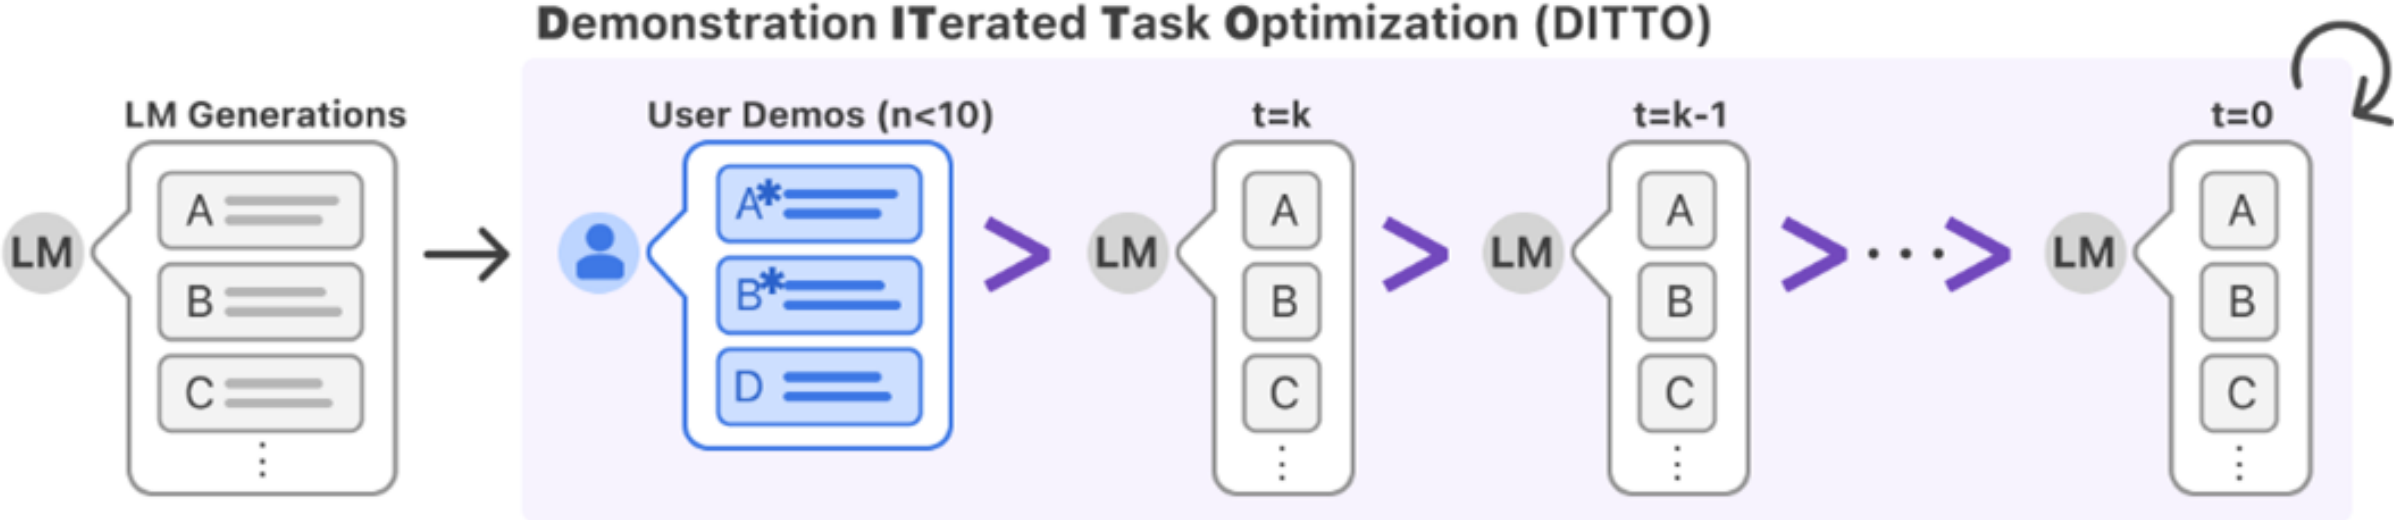 Demonstration ITerated Task Optimization (DITTO)
LM Generations
User Demos (n<10)
t=k
t=k-1
t=0
LM
A
B
C
A*
B*
D
>
LM
A
B
C
>
LM
A
B
C
> ... >
LM
A
B
C